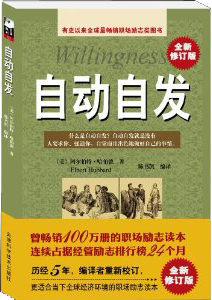 有史以来全球最畅销职场励志类图书
Willingness
全新
修订版
自动自发
什么是自动自发？自动自发就是没有
人要求你、强迫你，自觉而且出色地做好自己的事情。
[美] 阿尔伯特·哈伯德 著
Elbert Hubbard
陈书凯 编译
曾畅销100万册的职场励志读本
连续占据经管励志排行榜24个月
历经5年，编译者重新校订，
更适合当下全球经济环境的职场励志读本
全新
修订版
自动自发